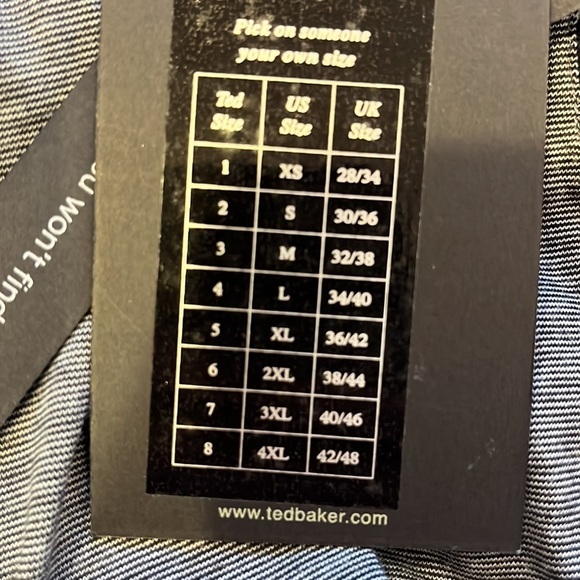 Pick on someone
your own size
Ted Size US Size UK Size
1 XS 28/34
2 S 30/36
3 M 32/38
4 L 34/40
5 XL 36/42
6 2XL 38/44
7 3XL 40/46
8 4XL 42/48
www.tedbaker.com
won't find